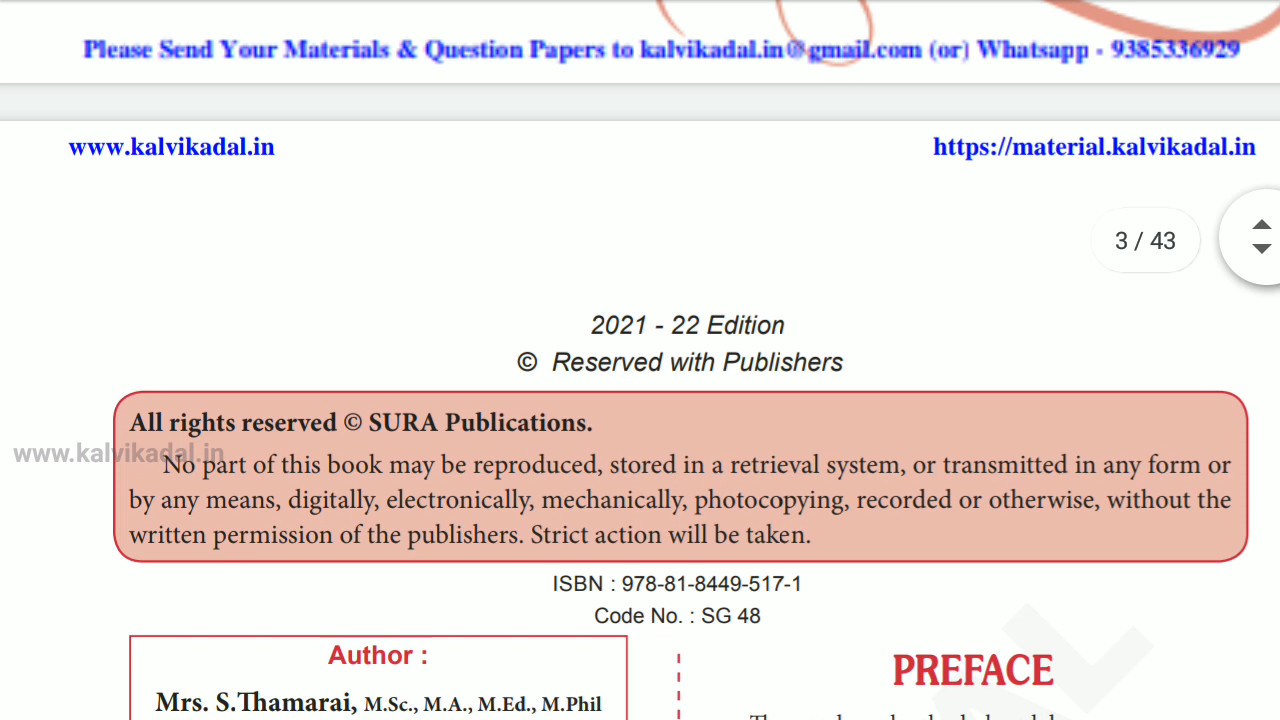 Please Send Your Materials & Question Papers to kalvikadal.in@gmail.com (or) Whatsapp - 9385336929
www.kalvikadal.in
https://material.kalvikadal.in
3 / 43
2021 - 22 Edition
© Reserved with Publishers
All rights reserved © SURA Publications.
www.kalvikadal.in
No part of this book may be reproduced, stored in a retrieval system, or transmitted in any form or
by any means, digitally, electronically, mechanically, photocopying, recorded or otherwise, without the
written permission of the publishers. Strict action will be taken.
ISBN : 978-81-8449-517-1
Code No. : SG 48
Author :
Mrs. S.Thamarai, M.Sc., M.A., M.Ed., M.Phil
PREFACE